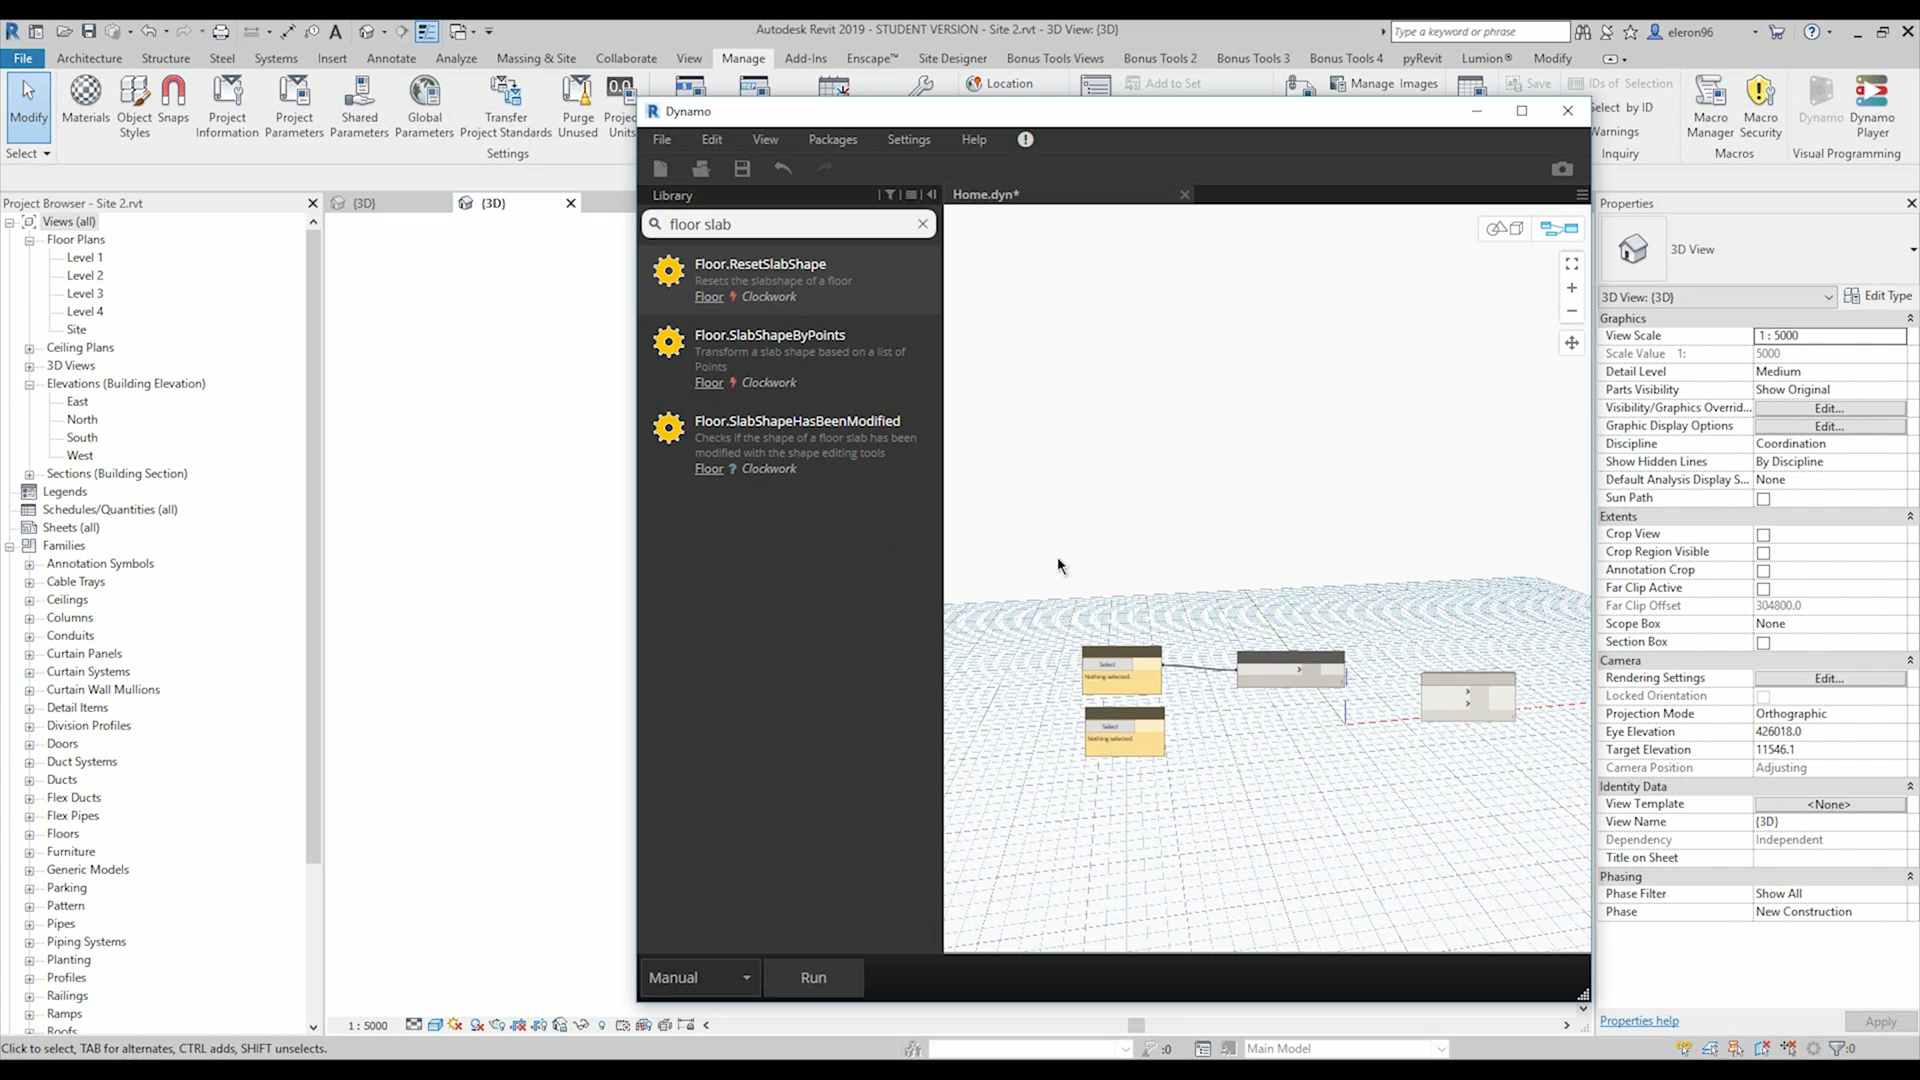 Autodesk Revit 2019 - STUDENT VERSION - Site 2.rvt - 3D View: {3D}
Type a keyword or phrase
eleron96
File Architecture Structure Steel Systems Insert Annotate Analyze Massing & Site Collaborate View Manage Add-Ins Enscape™ Site Designer Bonus Tools Views Bonus Tools 2 Bonus Tools 3 Bonus Tools 4 pyRevit Lumion® Modify
Modify
Materials
Object Styles
Snaps
Project Information
Project Parameters
Shared Parameters
Global Parameters
Transfer Project Standards
Purge Unused
Location
Add to Set
Manage Images
Save
IDs of Selection
Select by ID
Warnings
Macro Manager
Macro Security
Dynamo
Dynamo Player
Select
Settings
Inquiry
Macros
Visual Programming
Project Browser - Site 2.rvt
Views (all)
Floor Plans
Level 1
Level 2
Level 3
Level 4
Site
Ceiling Plans
3D Views
Elevations (Building Elevation)
East
North
South
West
Sections (Building Section)
Legends
Schedules/Quantities (all)
Sheets (all)
Families
Annotation Symbols
Cable Trays
Ceilings
Columns
Conduits
Curtain Panels
Curtain Systems
Curtain Wall Mullions
Detail Items
Division Profiles
Doors
Duct Systems
Ducts
Flex Ducts
Flex Pipes
Floors
Furniture
Generic Models
Parking
Pattern
Pipes
Piping Systems
Planting
Profiles
Railings
Ramps
Roofs
{3D}
{3D}
Dynamo
File Edit View Packages Settings Help
Library
Home.dyn*
floor slab
Floor.ResetSlabShape
Resets the slabshape of a floor
Floor Clockwork
Floor.SlabShapeByPoints
Transform a slab shape based on a list of
Points
Floor Clockwork
Floor.SlabShapeHasBeenModified
Checks if the shape of a floor slab has been
modified with the shape editing tools
Floor ? Clockwork
Select
Nothing selected.
Select
Nothing selected.
Manual
Run
Properties
3D View
3D View: {3D}
Edit Type
Graphics
View Scale 1 : 5000
Scale Value 1: 5000
Detail Level Medium
Parts Visibility Show Original
Visibility/Graphics Overrid... Edit...
Graphic Display Options Edit...
Discipline Coordination
Show Hidden Lines By Discipline
Default Analysis Display S... None
Sun Path
Extents
Crop View
Crop Region Visible
Annotation Crop
Far Clip Active
Far Clip Offset 304800.0
Scope Box None
Section Box
Camera
Rendering Settings Edit...
Locked Orientation
Projection Mode Orthographic
Eye Elevation 426018.0
Target Elevation 11546.1
Camera Position Adjusting
Identity Data
View Template <None>
View Name {3D}
Dependency Independent
Title on Sheet
Phasing
Phase Filter Show All
Phase New Construction
Properties help
Apply
1 : 5000
Click to select, TAB for alternates, CTRL adds, SHIFT unselects.
:0
Main Model
:0